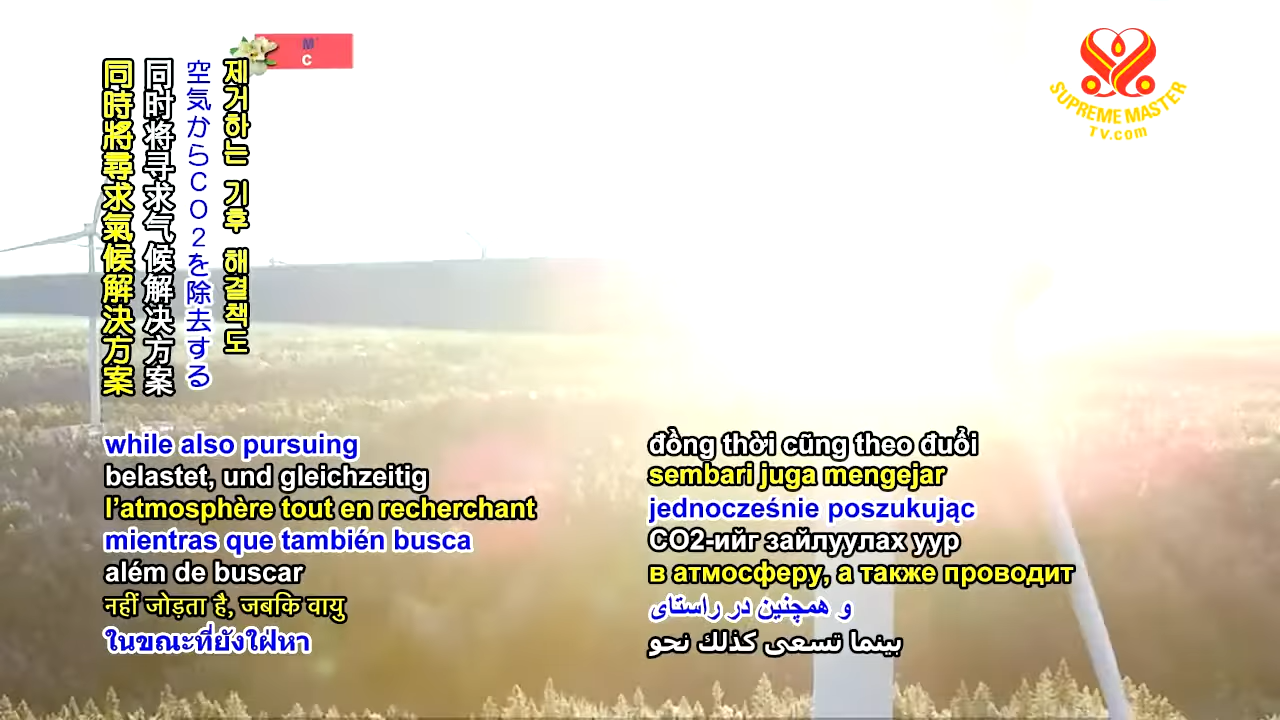 M'
C
SUPREME MASTER
TV.com
제거하는 기후 해결책도
空気からCO2を除去する
同时将寻求气候解决方案
同時將尋求氣候解決方案
while also pursuing
belastet, und gleichzeitig
l'atmosphère tout en recherchant
mientras que también busca
além de buscar
नहीं जोड़ता है, जबकि वायु
ในขณะที่ยังใฝ่หา
đồng thời cũng theo đuổi
sembari juga mengejar
jednocześnie poszukując
CO2-ийг зайлуулах уур
в атмосферу, а также проводит
و همچنین در راستای
بينما تسعى كذلك نحو